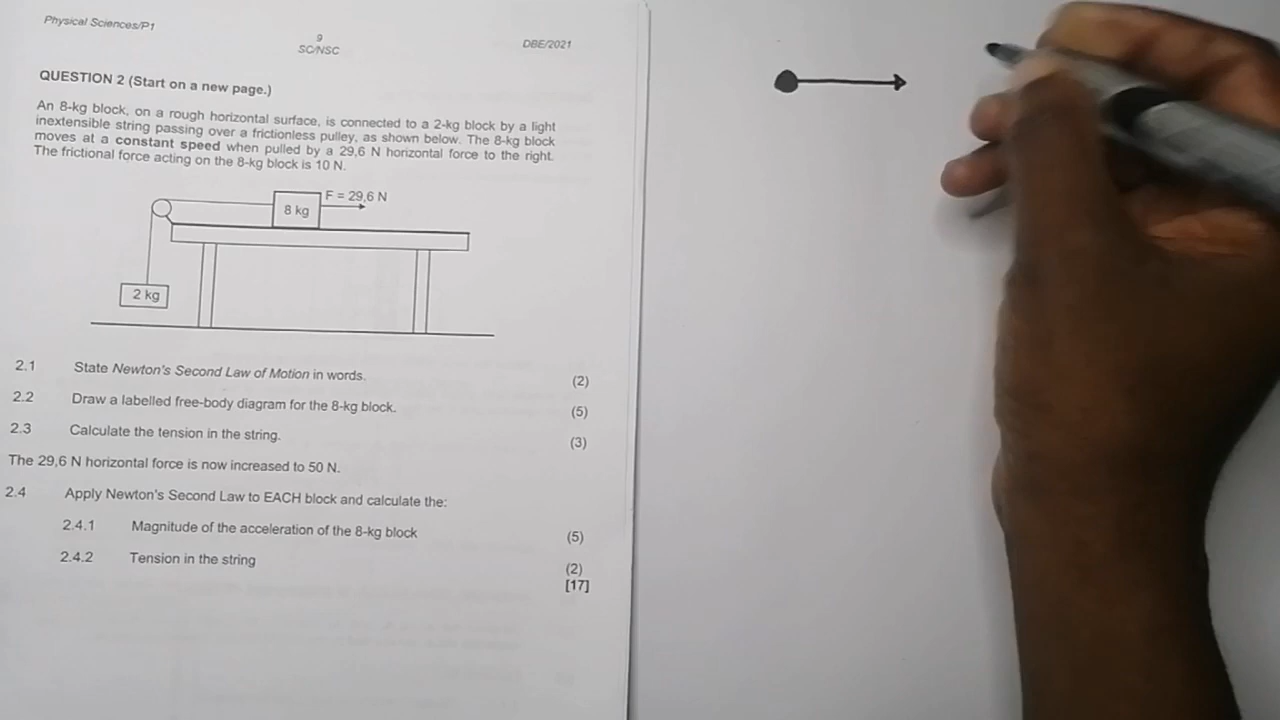 Physical Sciences/P1
9
SC/NSC
DBE/2021
QUESTION 2 (Start on a new page.)
An 8-kg block, on a rough horizontal surface, is connected to a 2-kg block by a light
inextensible string passing over a frictionless pulley, as shown below. The 8-kg block
moves at a constant speed when pulled by a 29,6 N horizontal force to the right.
The frictional force acting on the 8-kg block is 10 N.
F = 29,6 N
8 kg
2 kg
2.1 State Newton's Second Law of Motion in words. (2)
2.2 Draw a labelled free-body diagram for the 8-kg block. (5)
2.3 Calculate the tension in the string. (3)
The 29,6 N horizontal force is now increased to 50 N.
2.4 Apply Newton's Second Law to EACH block and calculate the:
2.4.1 Magnitude of the acceleration of the 8-kg block (5)
2.4.2 Tension in the string (2)
[17]